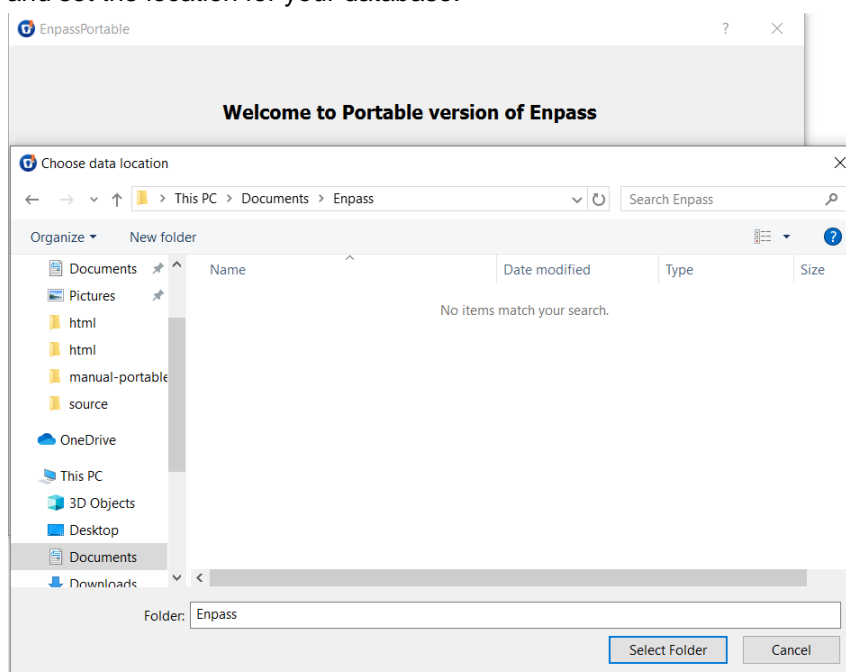 and set the location for your database.
EnpassPortable ? ×
Welcome to Portable version of Enpass
Choose data location
This PC > Documents > Enpass Search Enpass
Organize New folder ?
Name Date modified Type Size
No items match your search.
Documents
Pictures
html
html
manual-portable
source
OneDrive
This PC
3D Objects
Desktop
Documents
Downloads
Folder: Enpass
Select Folder Cancel